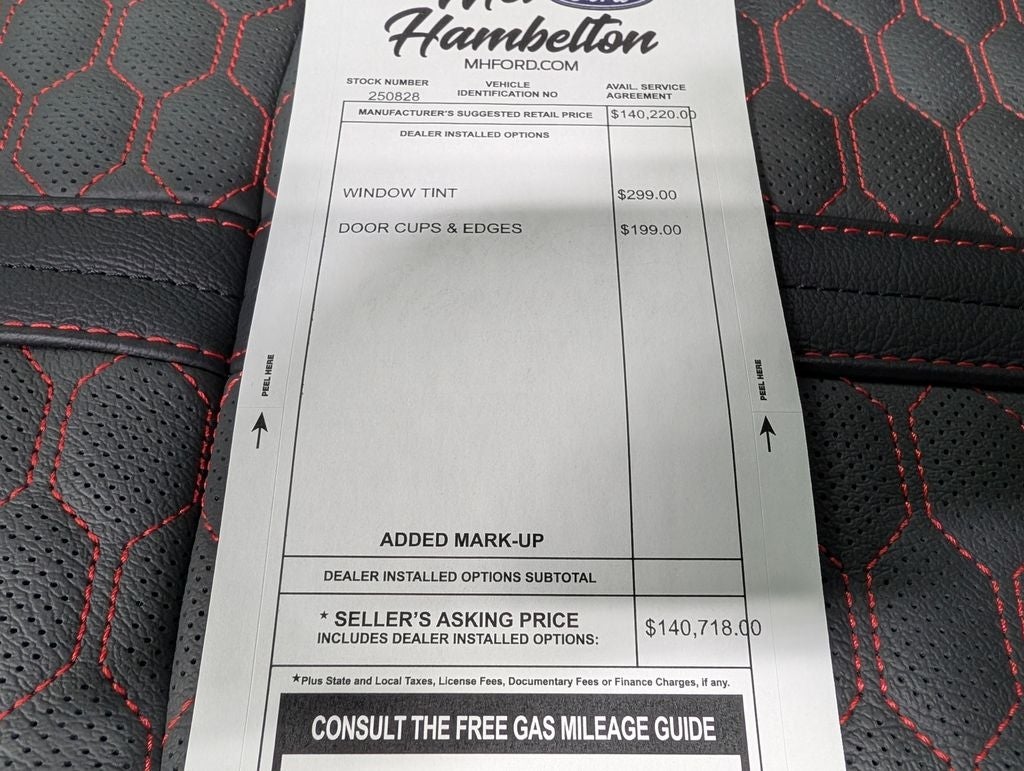 Mel
Hambelton
MHFORD.COM
STOCK NUMBER
250828
VEHICLE
IDENTIFICATION NO
AVAIL. SERVICE
AGREEMENT
MANUFACTURER'S SUGGESTED RETAIL PRICE $140,220.00
DEALER INSTALLED OPTIONS
WINDOW TINT $299.00
DOOR CUPS & EDGES $199.00
PEEL HERE
PEEL HERE
ADDED MARK-UP
DEALER INSTALLED OPTIONS SUBTOTAL
* SELLER'S ASKING PRICE
INCLUDES DEALER INSTALLED OPTIONS: $140,718.00
*Plus State and Local Taxes, License Fees, Documentary Fees or Finance Charges, if any.
CONSULT THE FREE GAS MILEAGE GUIDE